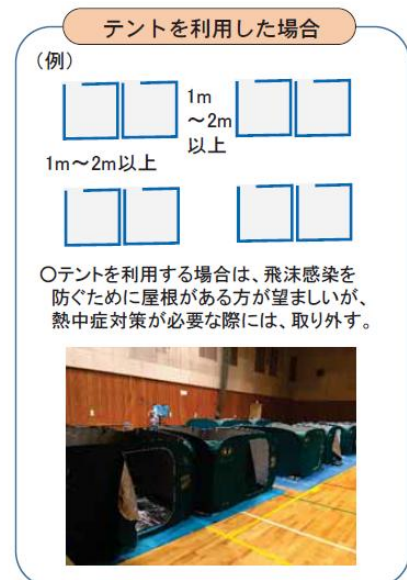 テントを利用した場合
(例)
1m
～2m
以上
1m～2m以上
〇テントを利用する場合は、飛沫感染を
防ぐために屋根がある方が望ましいが、
熱中症対策が必要な際には、取り外す。